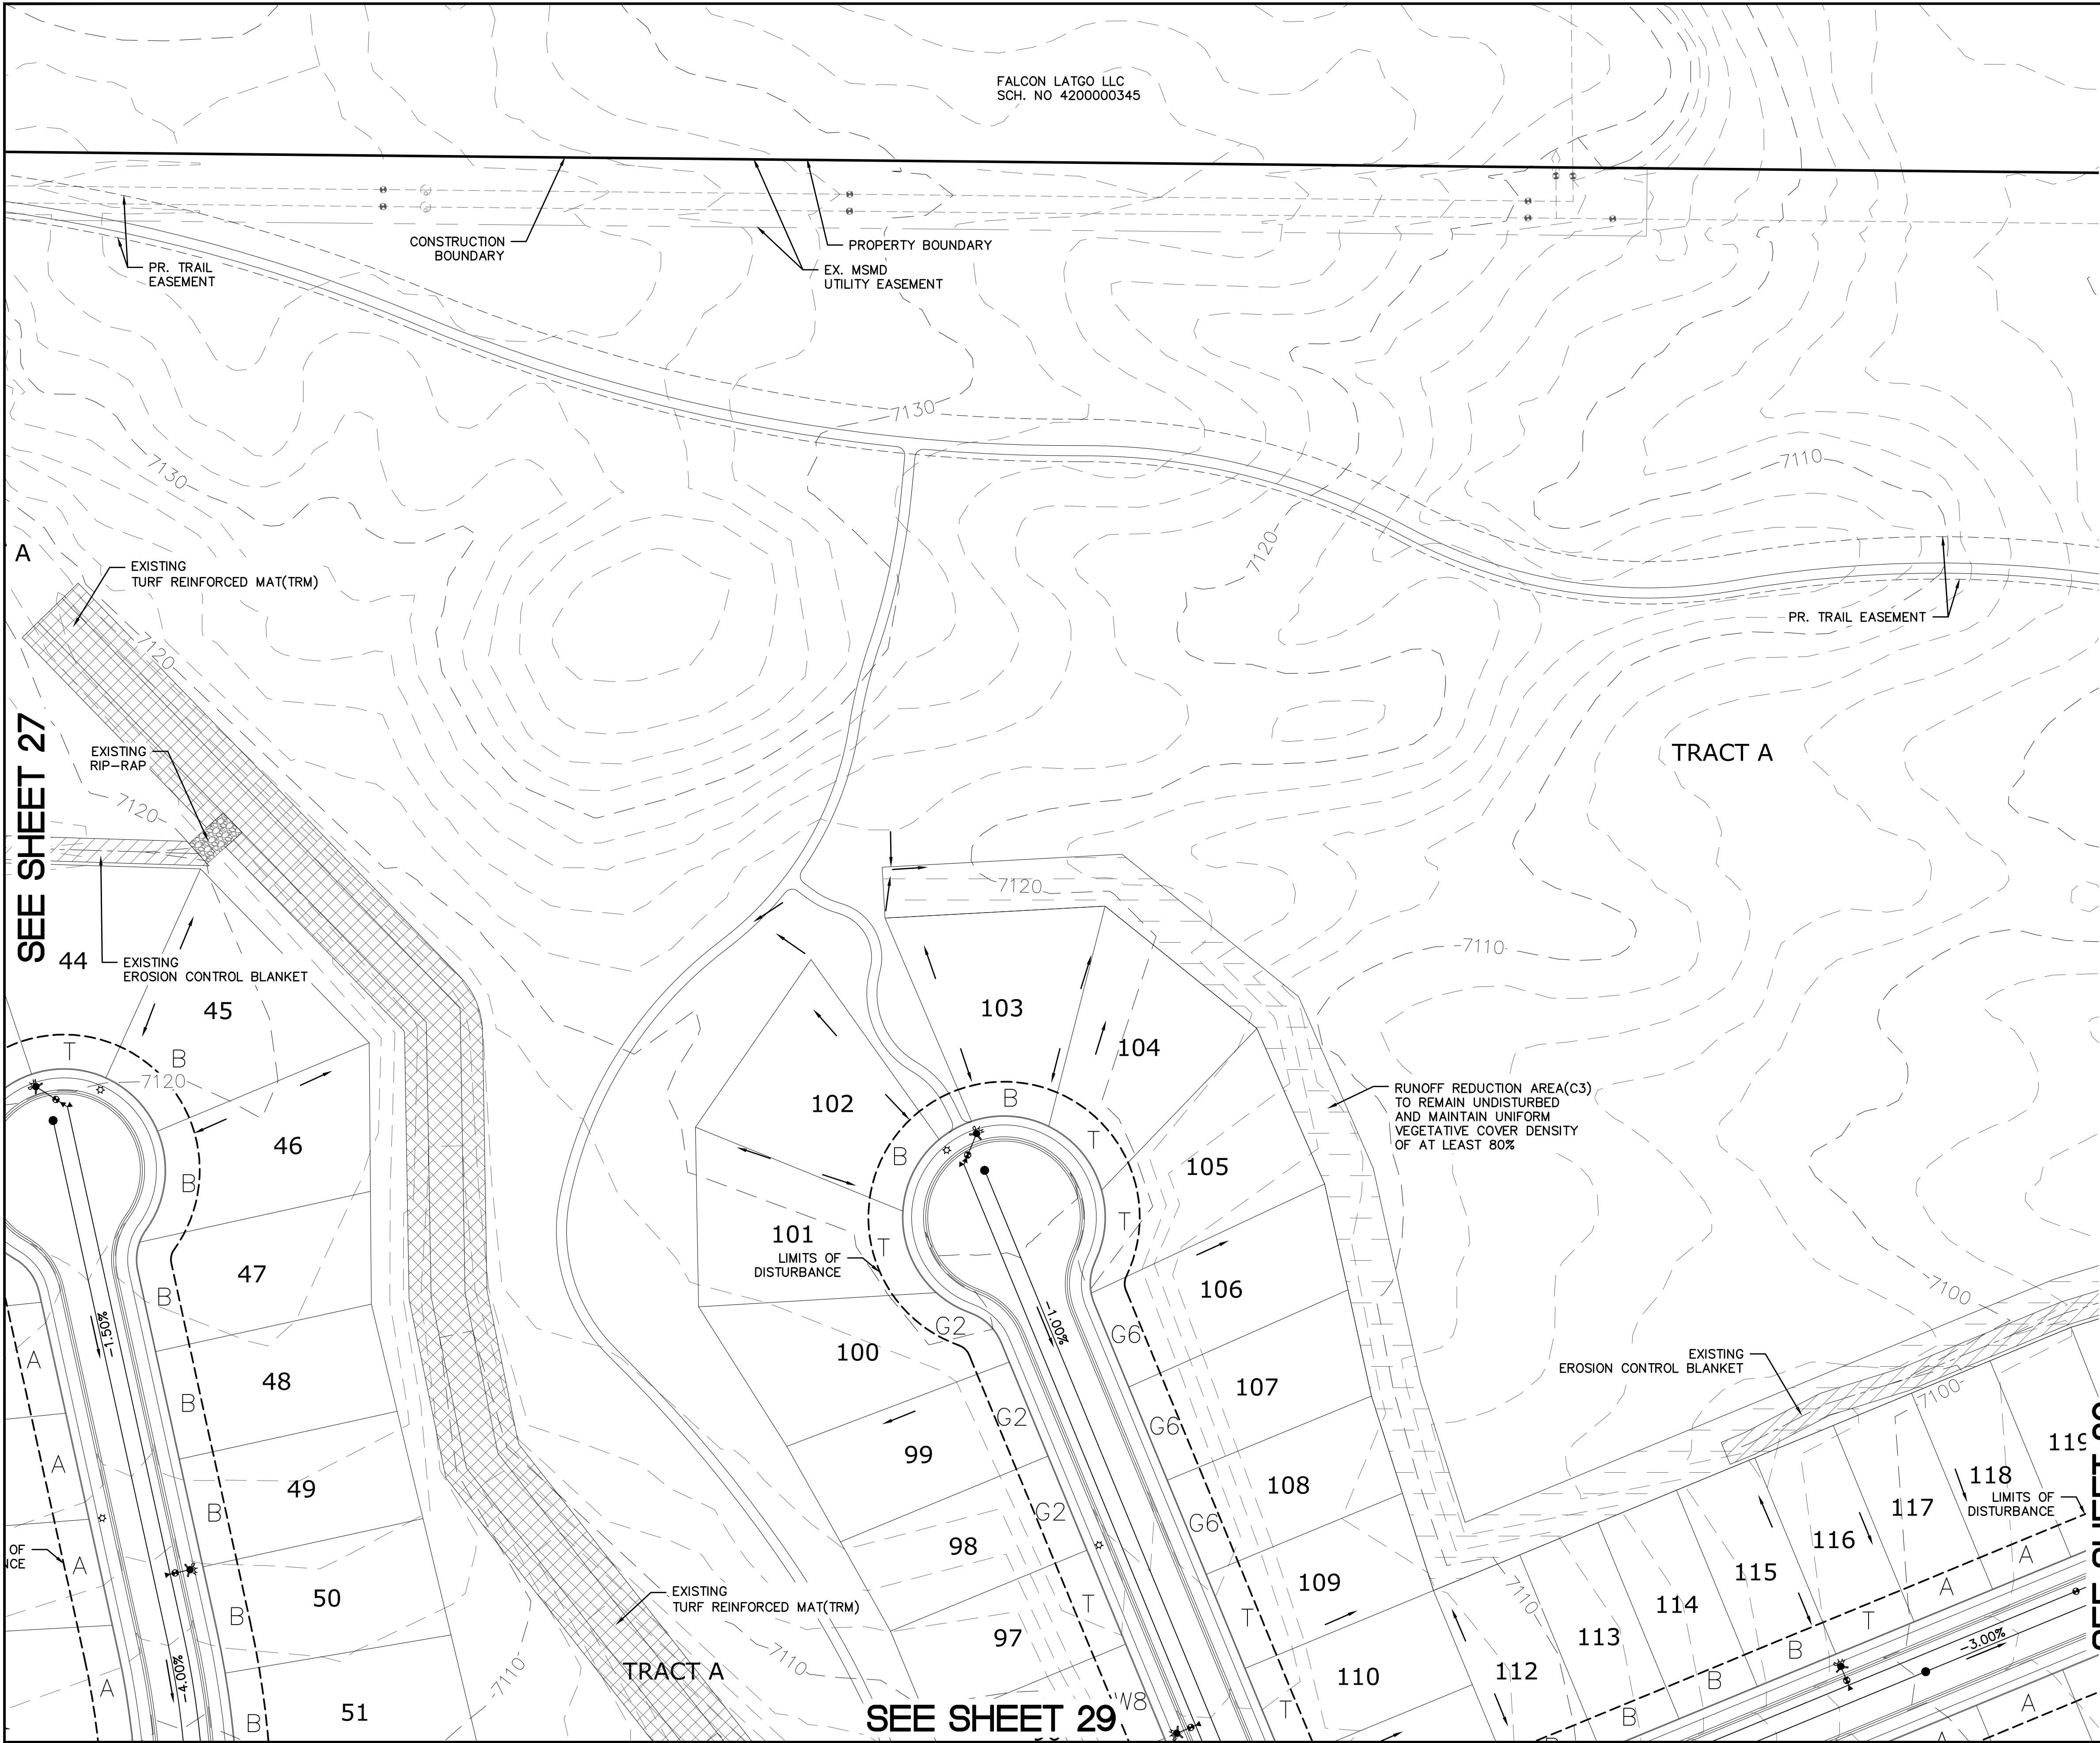 FALCON LATGO LLC
SCH. NO 4200000345
CONSTRUCTION
BOUNDARY
PROPERTY BOUNDARY
PR. TRAIL
EASEMENT
EX. MSMD
UTILITY EASEMENT
7130
7130
7110
7120
A
EXISTING
TURF REINFORCED MAT(TRM)
PR. TRAIL EASEMENT
7120
SEE SHEET 27
EXISTING
RIP-RAP
7120
TRACT A
7120
7110
44
EXISTING
EROSION CONTROL BLANKET
45
103
104
T
B
7120
102
B
T
B
RUNOFF REDUCTION AREA(C3)
TO REMAIN UNDISTURBED
AND MAINTAIN UNIFORM
VEGETATIVE COVER DENSITY
OF AT LEAST 80%
46
B
105
101
T
T
LIMITS OF
DISTURBANCE
47
B
106
7100
-1.50%
-1.00%
G2
G6
A
100
EXISTING
EROSION CONTROL BLANKET
48
B
107
7100
G2
G6
99
119
A
49
108
118
B
G2
G6
117
LIMITS OF
DISTURBANCE
98
116
OF
A
50
109
115
A
A
EXISTING
TURF REINFORCED MAT(TRM)
T
7110
114
B
T
T
97
113
B
-3.00%
-4.00%
7110
TRACT A
7110
110
112
B
A
51
W8
T
B
A
B
SEE SHEET 29
B
A